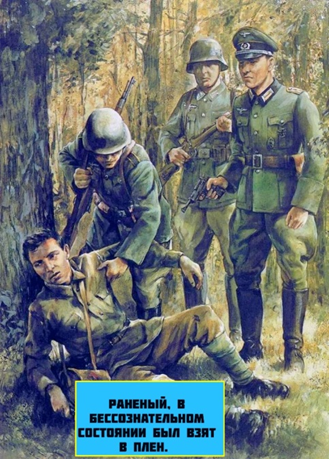 РАНЕНЫЙ, В
БЕССОЗНАТЕЛЬНОМ
СОСТОЯНИИ БЫЛ ВЗЯТ
В ПЛЕН.